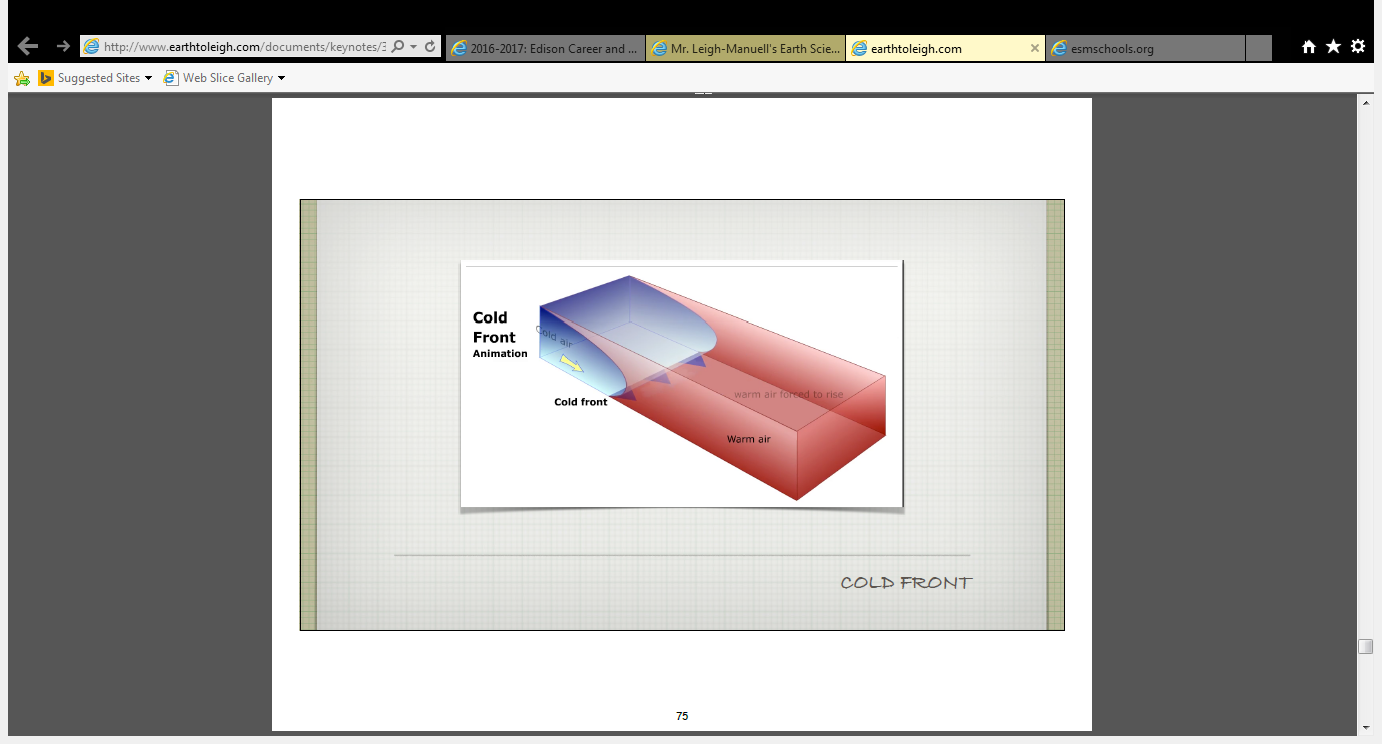 http://www.earthtoleigh.com/documents/keynotes/3
2016-2017: Edison Career and ...
Mr. Leigh-Manuell's Earth Scie...
earthtoleigh.com
esmschools.org
Suggested Sites
Web Slice Gallery
Cold
Front
Animation
Cold air
Cold front
warm air forced to rise
Warm air
COLD FRONT
75